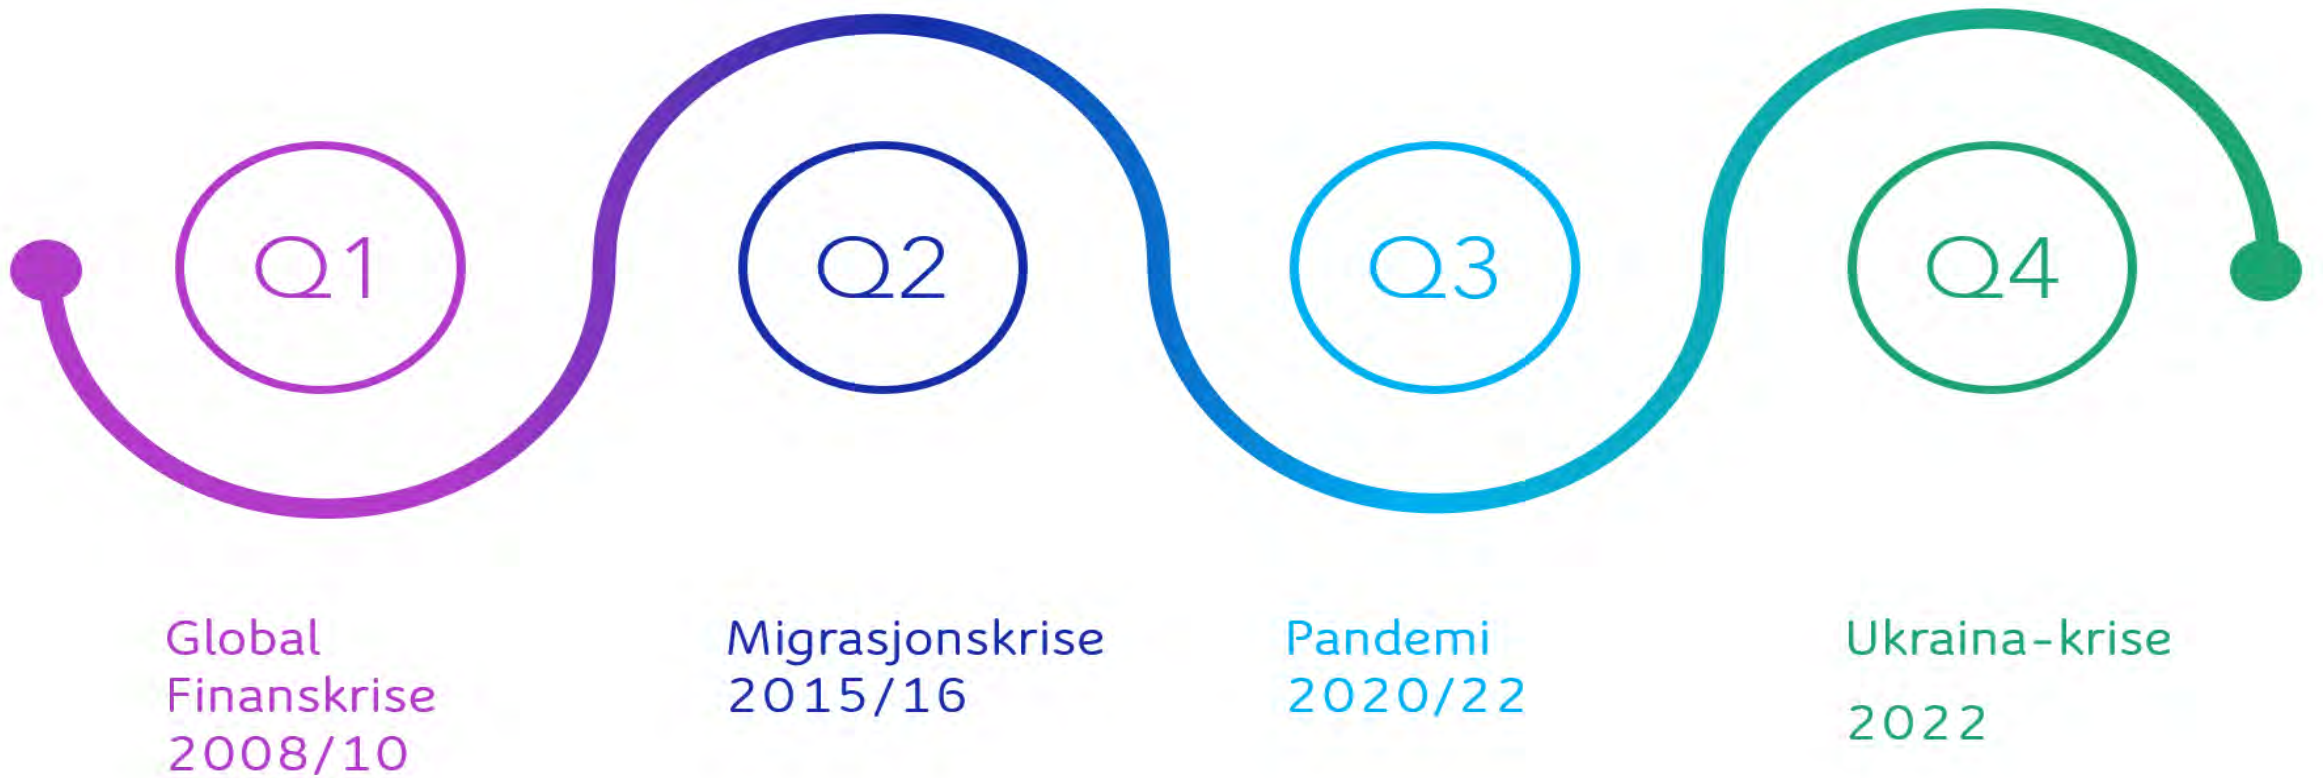 Q1
Q2
Q3
Q4
Global
Finanskrise
2008/10
Migrasjonskrise
2015/16
Pandemi
2020/22
Ukraina-krise
2022